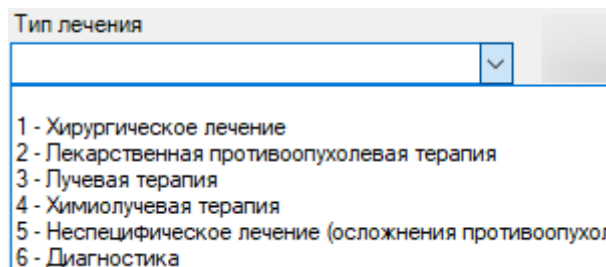 Тип лечения
1 - Хирургическое лечение
2 - Лекарственная противоопухолевая терапия
3 - Лучевая терапия
4 - Химиолучевая терапия
5 - Неспецифическое лечение (осложнения
6 - Диагностика